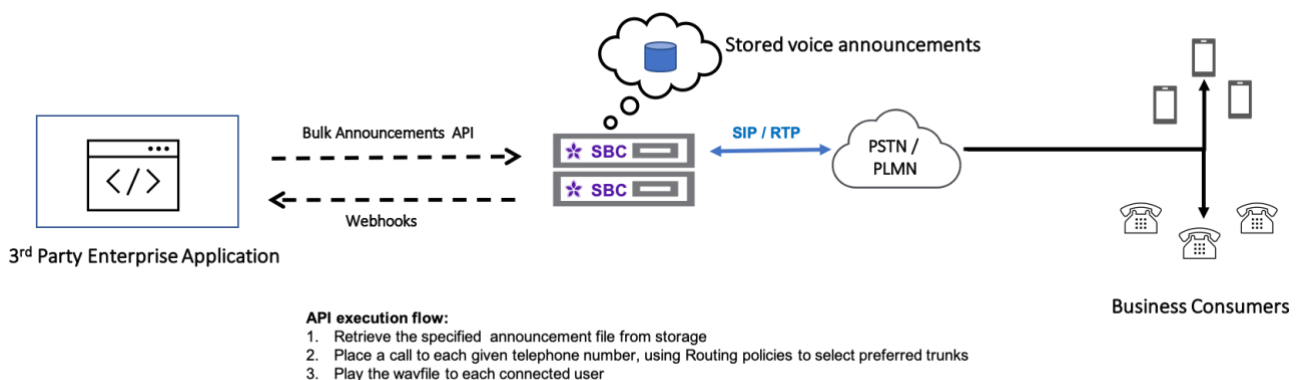 Stored voice announcements
Bulk Announcements API
SIP / RTP
SBC
PSTN /
PLMN
</>
SBC
Webhooks
3rd Party Enterprise Application
Business Consumers
API execution flow:
1. Retrieve the specified announcement file from storage
2. Place a call to each given telephone number, using Routing policies to select preferred trunks
3. Play the wavfile to each connected user